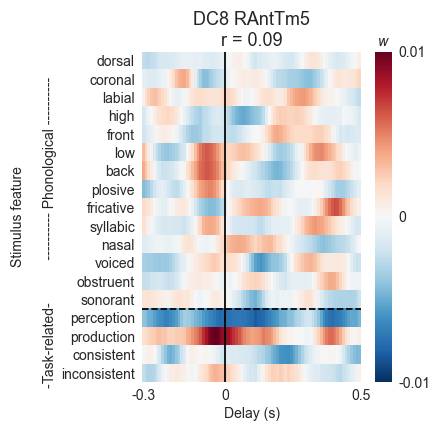 DC8 RAntTm5
r = 0.09
w
dorsal
coronal
labial
high
front
low
back
plosive
fricative
syllabic
nasal
voiced
obstruent
sonorant
perception
production
consistent
inconsistent
Stimulus feature
-Task-related- ---------- Phonological ----------
0.01
0
-0.01
-0.3 0 0.5
Delay (s)